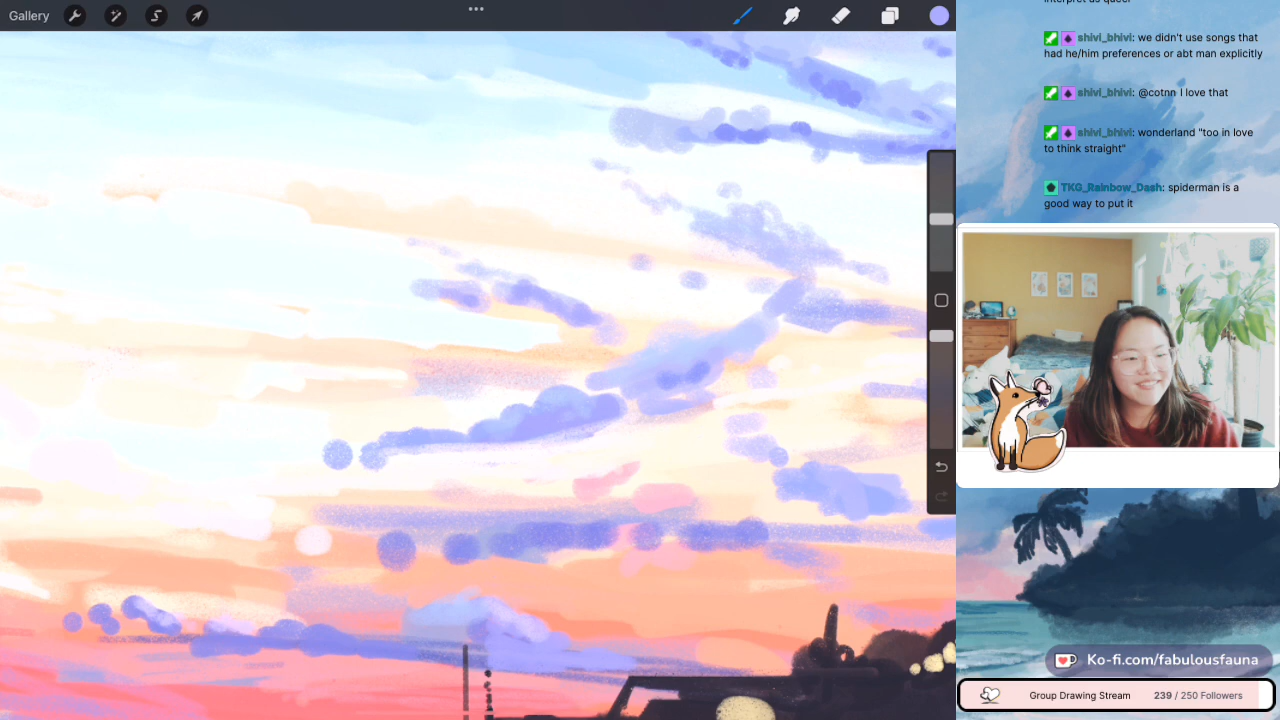 Gallery
interpret as queer
shivi_bhivi: we didn't use songs that
had he/him preferences or abt man explicitly
shivi_bhivi: @cotnn I love that
shivi_bhivi: wonderland "too in love
to think straight"
TKG_Rainbow_Dash: spiderman is a
good way to put it
Ko-fi.com/fabulousfauna
Group Drawing Stream 239 / 250 Followers